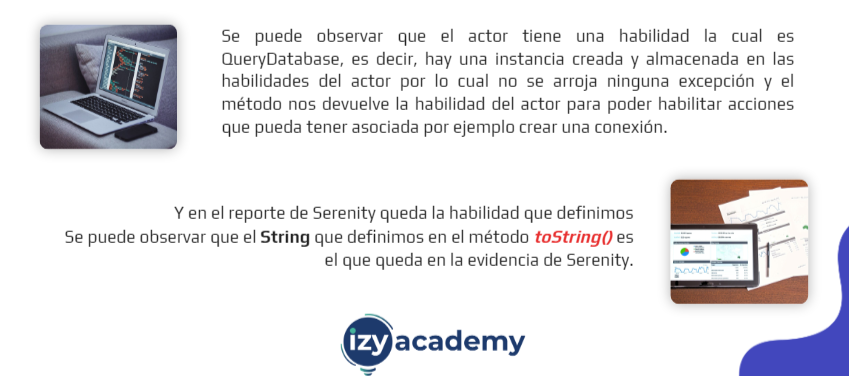 Se puede observar que el actor tiene una habilidad la cual es
QueryDatabase, es decir, hay una instancia creada y almacenada en las
habilidades del actor por lo cual no se arroja ninguna excepción y el
método nos devuelve la habilidad del actor para poder habilitar acciones
que pueda tener asociada por ejemplo crear una conexión.
Y en el reporte de Serenity queda la habilidad que definimos
Se puede observar que el String que definimos en el método toString() es
el que queda en la evidencia de Serenity.
izyacademy